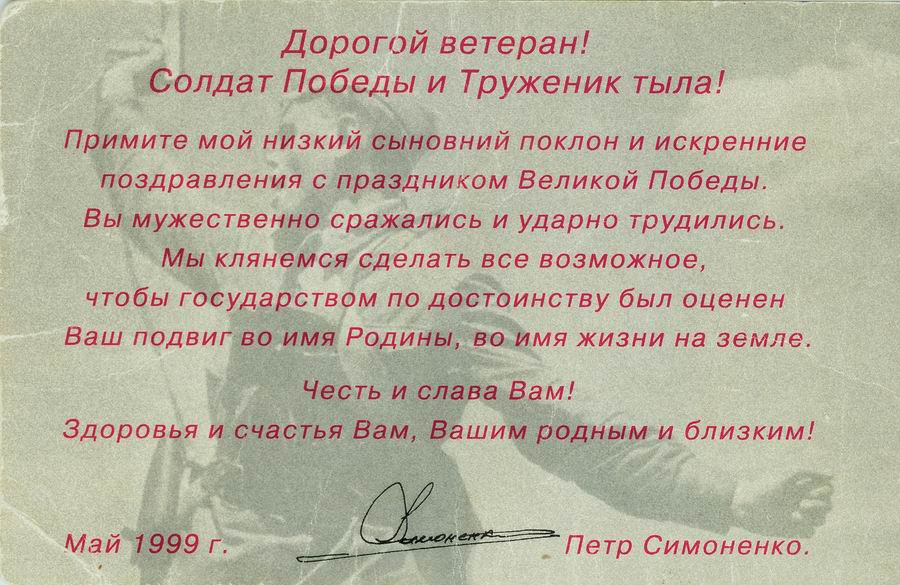 Дорогой ветеран!
Солдат Победы и Труженик тыла!
Примите мой низкий сыновний поклон и искренние
поздравления с праздником Великой Победы.
Вы мужественно сражались и ударно трудились.
Мы клянемся сделать все возможное,
чтобы государством по достоинству был оценен
Ваш подвиг во имя Родины, во имя жизни на земле.
Честь и слава Вам!
Здоровья и счастья Вам, Вашим родным и близким!
Май 1999 г. Симоненко Петр Симоненко.